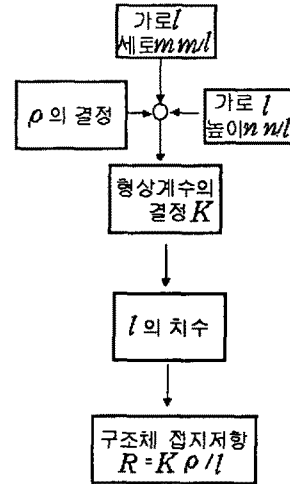 가로l
세로m m/l
ρ의 결정
가로 l
높이n n/l
형상계수의
결정K
l의 치수
구조체 접지저항
R=Kρ/l